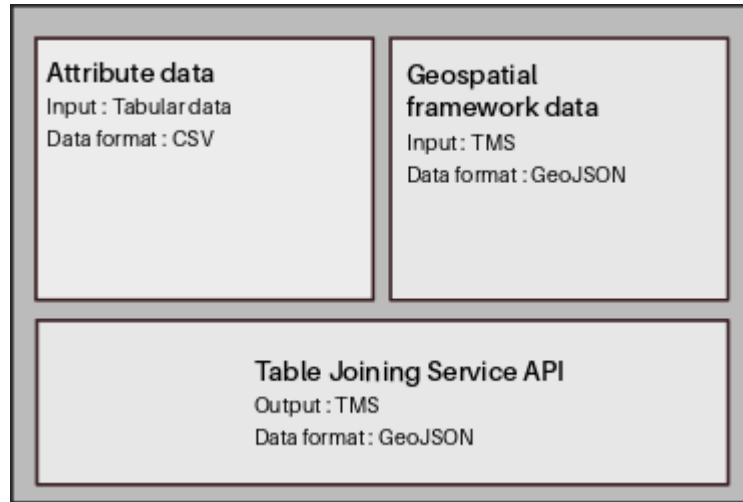 Attribute data
Input : Tabular data
Data format : CSV
Geospatial
framework data
Input : TMS
Data format : GeoJSON
Table Joining Service API
Output : TMS
Data format : GeoJSON